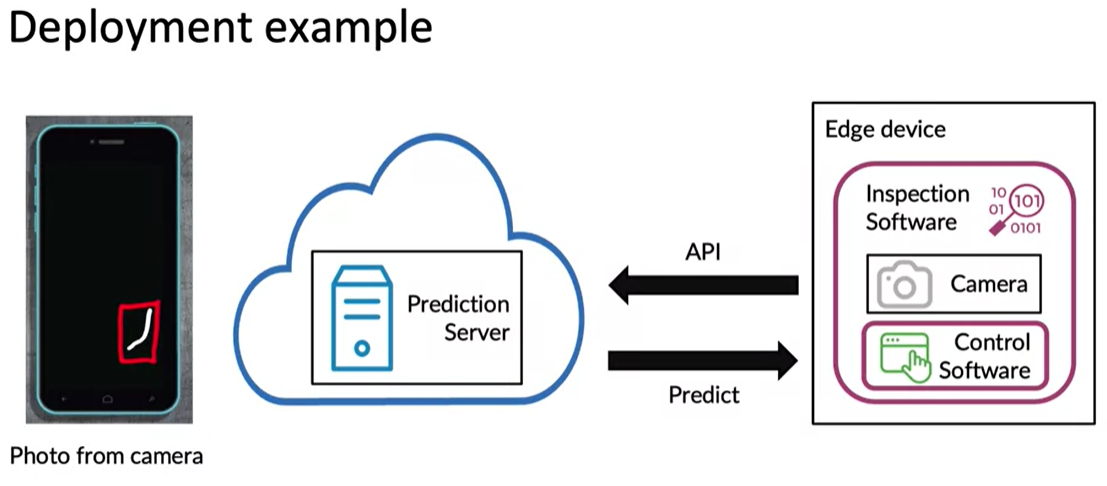 Deployment example
Photo from camera
Prediction
Server
API
Predict
Edge device
Inspection
Software
10
01
101
0101
Camera
Control
Software